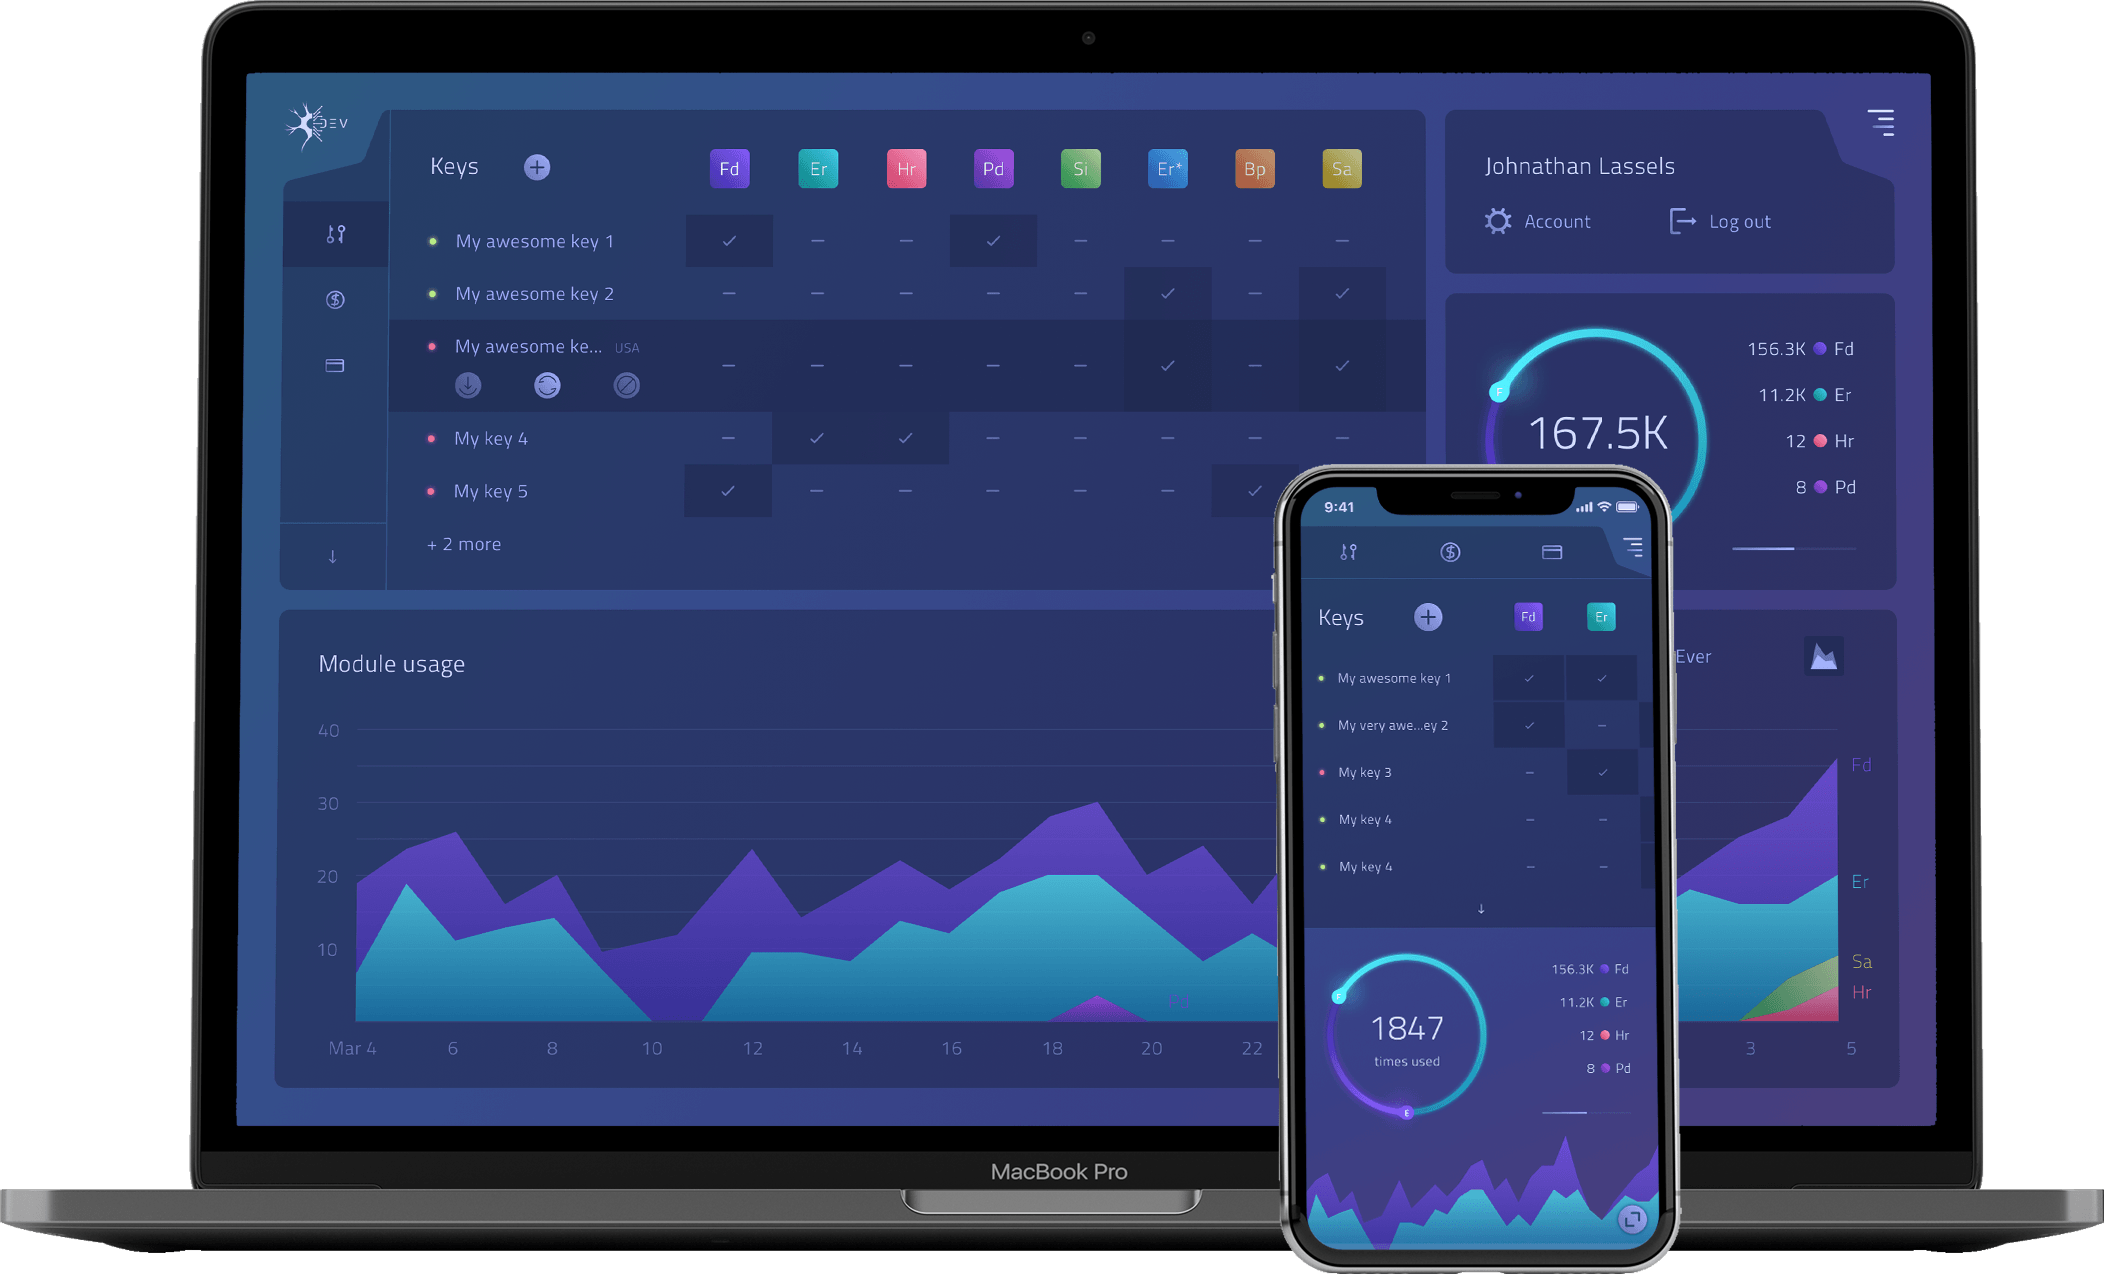 DEV
Keys
Fd Er Hr Pd Si Er* Bp Sa
My awesome key 1
My awesome key 2
My awesome ke... USA
My key 4
My key 5
+ 2 more
Johnathan Lassels
Account Log out
167.5K
156.3K Fd
11.2K Er
12 Hr
8 Pd
Module usage
Ever
40
30
20
10
Fd
Er
Sa
Hr
Mar 4 6 8 10 12 14 16 18 20 22 3 5
MacBook Pro
9:41
Keys Fd Er
My awesome key 1
My very awe...ey 2
My key 3
My key 4
My key 4
1847
times used
E
156.3K Fd
11.2K Er
12 Hr
8 Pd